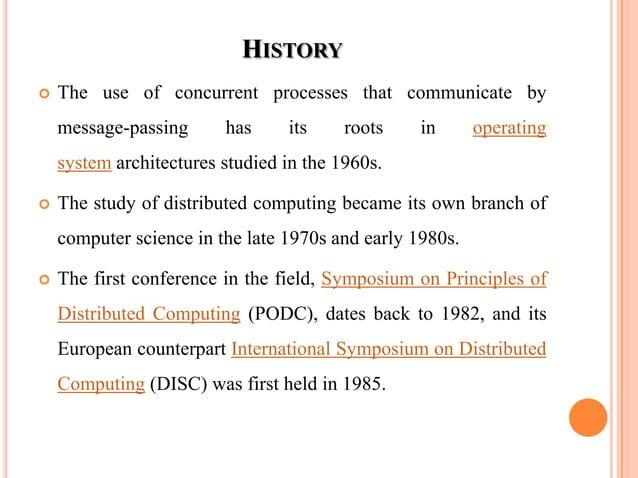 HISTORY
The use of concurrent processes that communicate by
message-passing has its roots in operating
system architectures studied in the 1960s.
The study of distributed computing became its own branch of
computer science in the late 1970s and early 1980s.
The first conference in the field, Symposium on Principles of
Distributed Computing (PODC), dates back to 1982, and its
European counterpart International Symposium on Distributed
Computing (DISC) was first held in 1985.